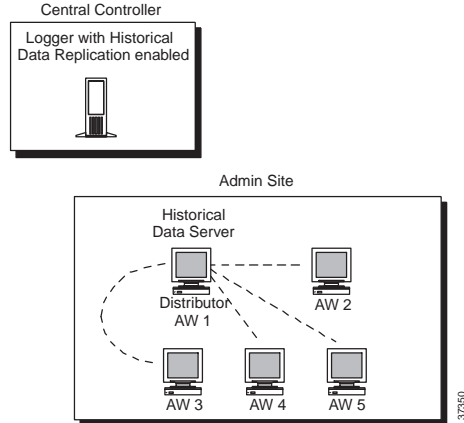 Central Controller
Logger with Historical
Data Replication enabled
Admin Site
Historical
Data Server
Distributor
AW 1
AW 2
AW 3
AW 4
AW 5
37350